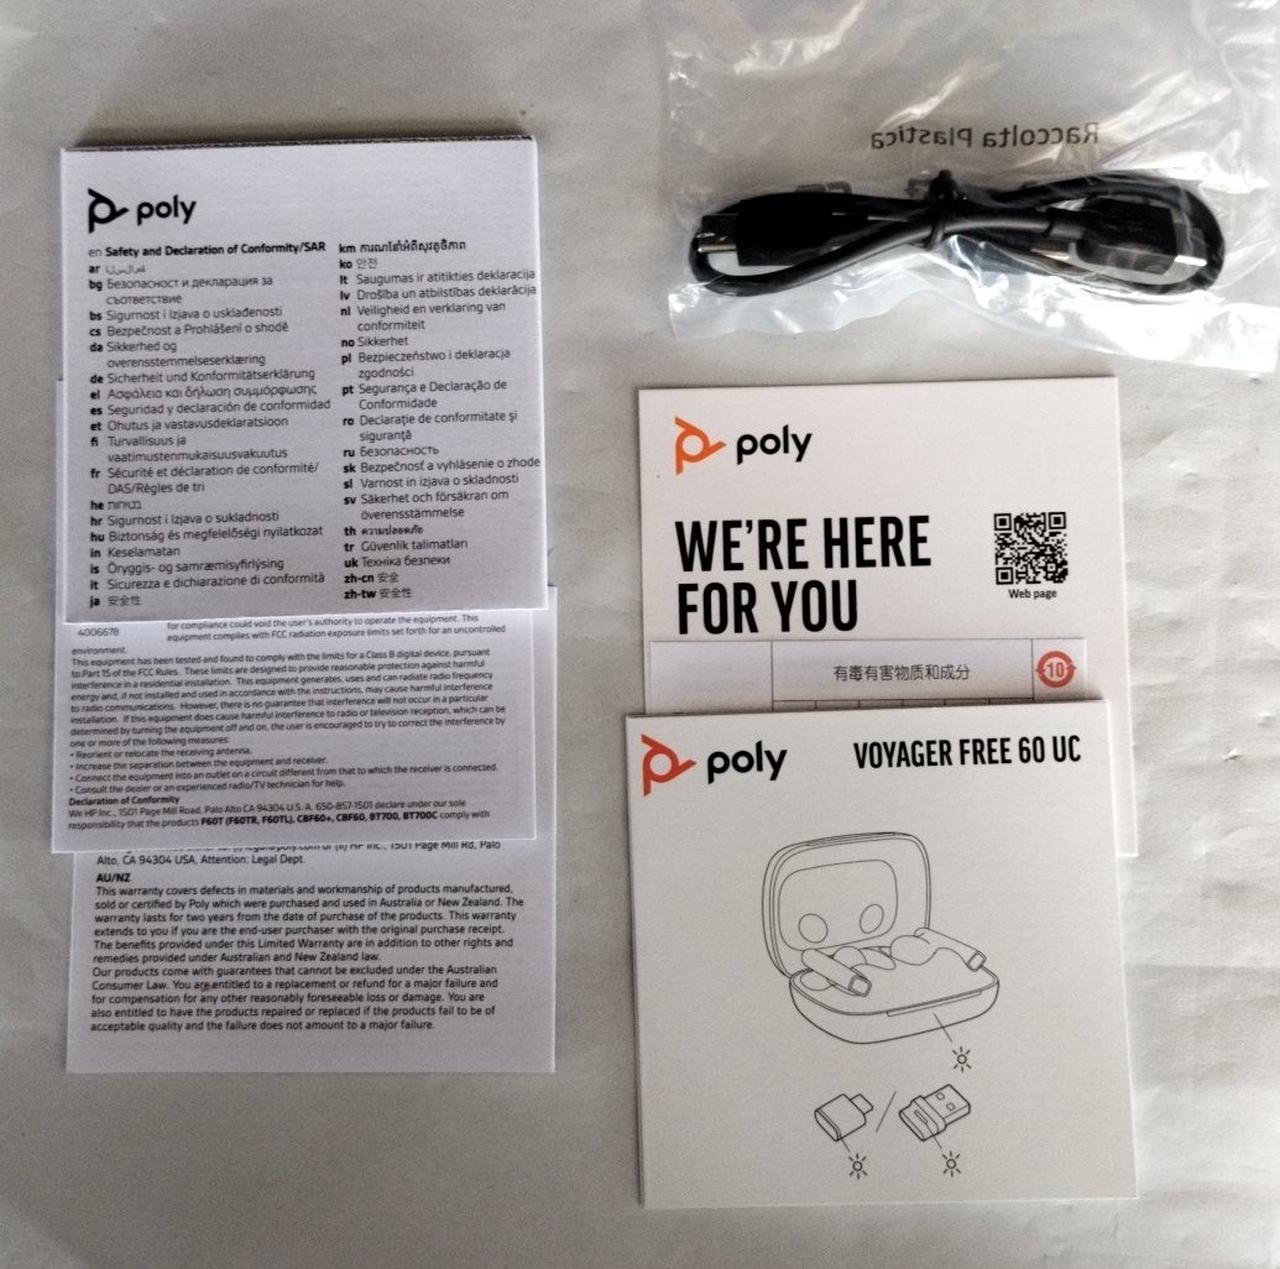 poly
en Safety and Declaration of Conformity/SAR
ar السلامة
bg Безопасност и декларация за
съответствие
bs Sigurnost i Izjava o usklađenosti
cs Bezpečnost a Prohlášení o shodě
da Sikkerhed og
overensstemmelseserklæring
de Sicherheit und Konformitätserklärung
el Ασφάλεια και δήλωση συμμόρφωσης
es Seguridad y declaración de conformidad
et Ohutus ja vastavusdeklaratsioon
fi Turvallisuus ja
vaatimustenmukaisuusvakuutus
fr Sécurité et déclaration de conformité/
DAS/Règles de tri
he בטיחות
hr Sigurnost i Izjava o sukladnosti
hu Biztonság és megfelelőségi nyilatkozat
in Keselamatan
is Öryggis- og samræmisyfirlýsing
it Sicurezza e dichiarazione di conformità
ja 安全性
km
ko 안전
lt Saugumas ir atitikties deklaracija
lv Drošība un atbilstības deklarācija
nl Veiligheid en verklaring van
conformiteit
no Sikkerhet
pl Bezpieczeństwo i deklaracja
zgodności
pt Segurança e Declaração de
Conformidade
ro Declarație de conformitate și
siguranță
ru Безопасность
sk Bezpečnosť a vyhlásenie o zhode
sl Varnost in izjava o skladnosti
sv Säkerhet och försäkran om
överensstämmelse
th ความปลอดภัย
tr Güvenlik talimatları
uk Техніка безпеки
zh-cn 安全
zh-tw 安全性
4006678
for compliance could void the user's authority to operate the equipment. This
equipment complies with FCC radiation exposure limits set forth for an uncontrolled
environment.
This equipment has been tested and found to comply with the limits for a Class B digital device, pursuant
to Part 15 of the FCC Rules. These limits are designed to provide reasonable protection against harmful
interference in a residential installation. This equipment generates, uses and can radiate radio frequency
energy and, if not installed and used in accordance with the instructions, may cause harmful interference
to radio communications. However, there is no guarantee that interference will not occur in a particular
installation. If this equipment does cause harmful interference to radio or television reception, which can be
determined by turning the equipment off and on, the user is encouraged to try to correct the interference by
one or more of the following measures:
• Reorient or relocate the receiving antenna.
• Increase the separation between the equipment and receiver.
• Connect the equipment into an outlet on a circuit different from that to which the receiver is connected.
• Consult the dealer or an experienced radio/TV technician for help.
Declaration of Conformity
We HP Inc., 1501 Page Mill Road, Palo Alto CA 94304 U.S. A. 650-857-1501 declare under our sole
responsibility that the products F60T (F60TR, F60TL), CBF60+, CBF60, BT700, BT700C comply with
legal@poly.com or (ii) HP Inc., 1501 Page Mill Rd, Palo
Alto, CA 94304 USA, Attention: Legal Dept.
AU/NZ
This warranty covers defects in materials and workmanship of products manufactured,
sold or certified by Poly which were purchased and used in Australia or New Zealand. The
warranty lasts for two years from the date of purchase of the products. This warranty
extends to you if you are the end-user purchaser with the original purchase receipt.
The benefits provided under this Limited Warranty are in addition to other rights and
remedies provided under Australian and New Zealand law.
Our products come with guarantees that cannot be excluded under the Australian
Consumer Law. You are entitled to a replacement or refund for a major failure and
for compensation for any other reasonably foreseeable loss or damage. You are
also entitled to have the products repaired or replaced if the products fail to be of
acceptable quality and the failure does not amount to a major failure.
Raccolta Plastica
poly
WE'RE HERE
FOR YOU
Web page
有毒有害物质和成分
10
poly VOYAGER FREE 60 UC